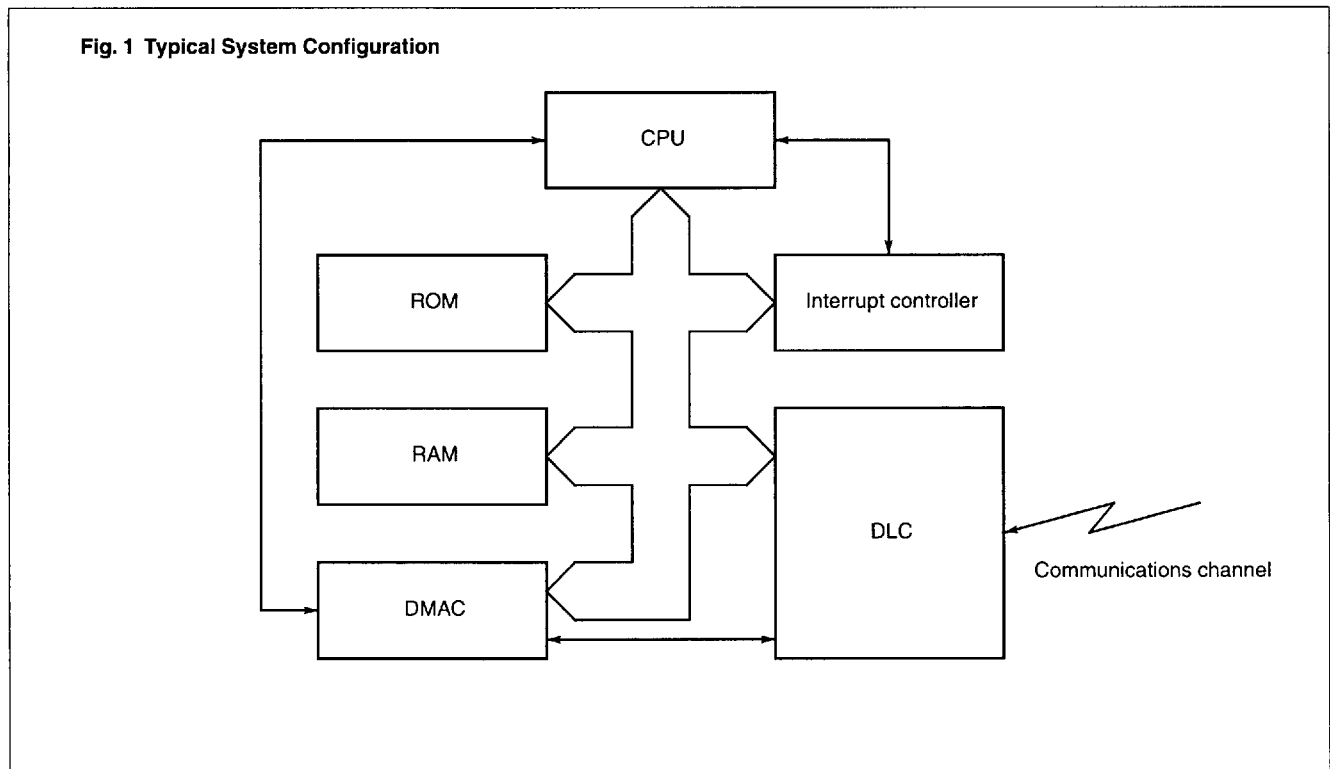 Fig. 1 Typical System Configuration
CPU
ROM
Interrupt controller
RAM
DLC
Communications channel
DMAC